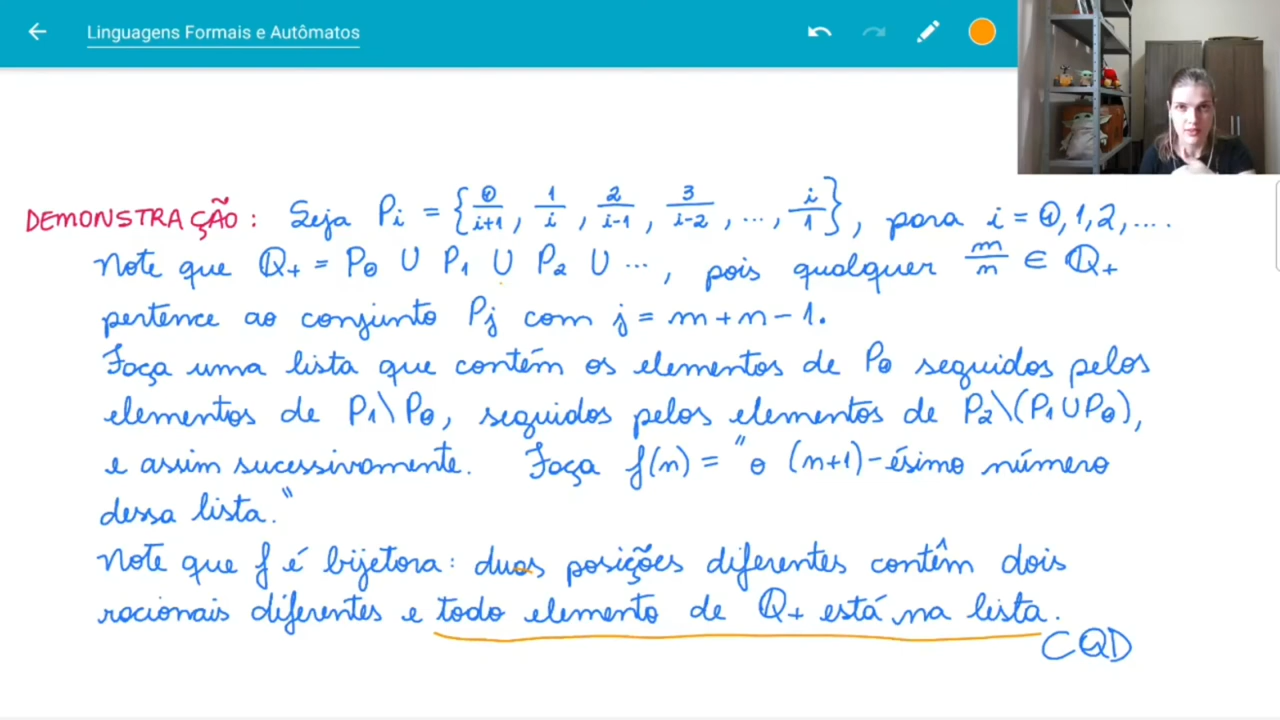 Linguagens Formais e Autômatos
DEMONSTRAÇÃO: Seja Pi = {0/i+1, 1/i, 2/i-1, 3/i-2, ..., i/1}, para i = 0,1,2,....
Note que Q+ = P0 ∪ P1 ∪ P2 ∪ ..., pois qualquer m/n ∈ Q+
pertence ao conjunto Pj com j = m+n-1.
Faça uma lista que contém os elementos de P0 seguidos pelos
elementos de P1\P0, seguidos pelos elementos de P2\(P1∪P0),
e assim sucessivamente. Faça f(n) = "o (n+1)-ésimo número
dessa lista."
Note que f é bijetora: duas posições diferentes contêm dois
racionais diferentes e todo elemento de Q+ está na lista.
CQD